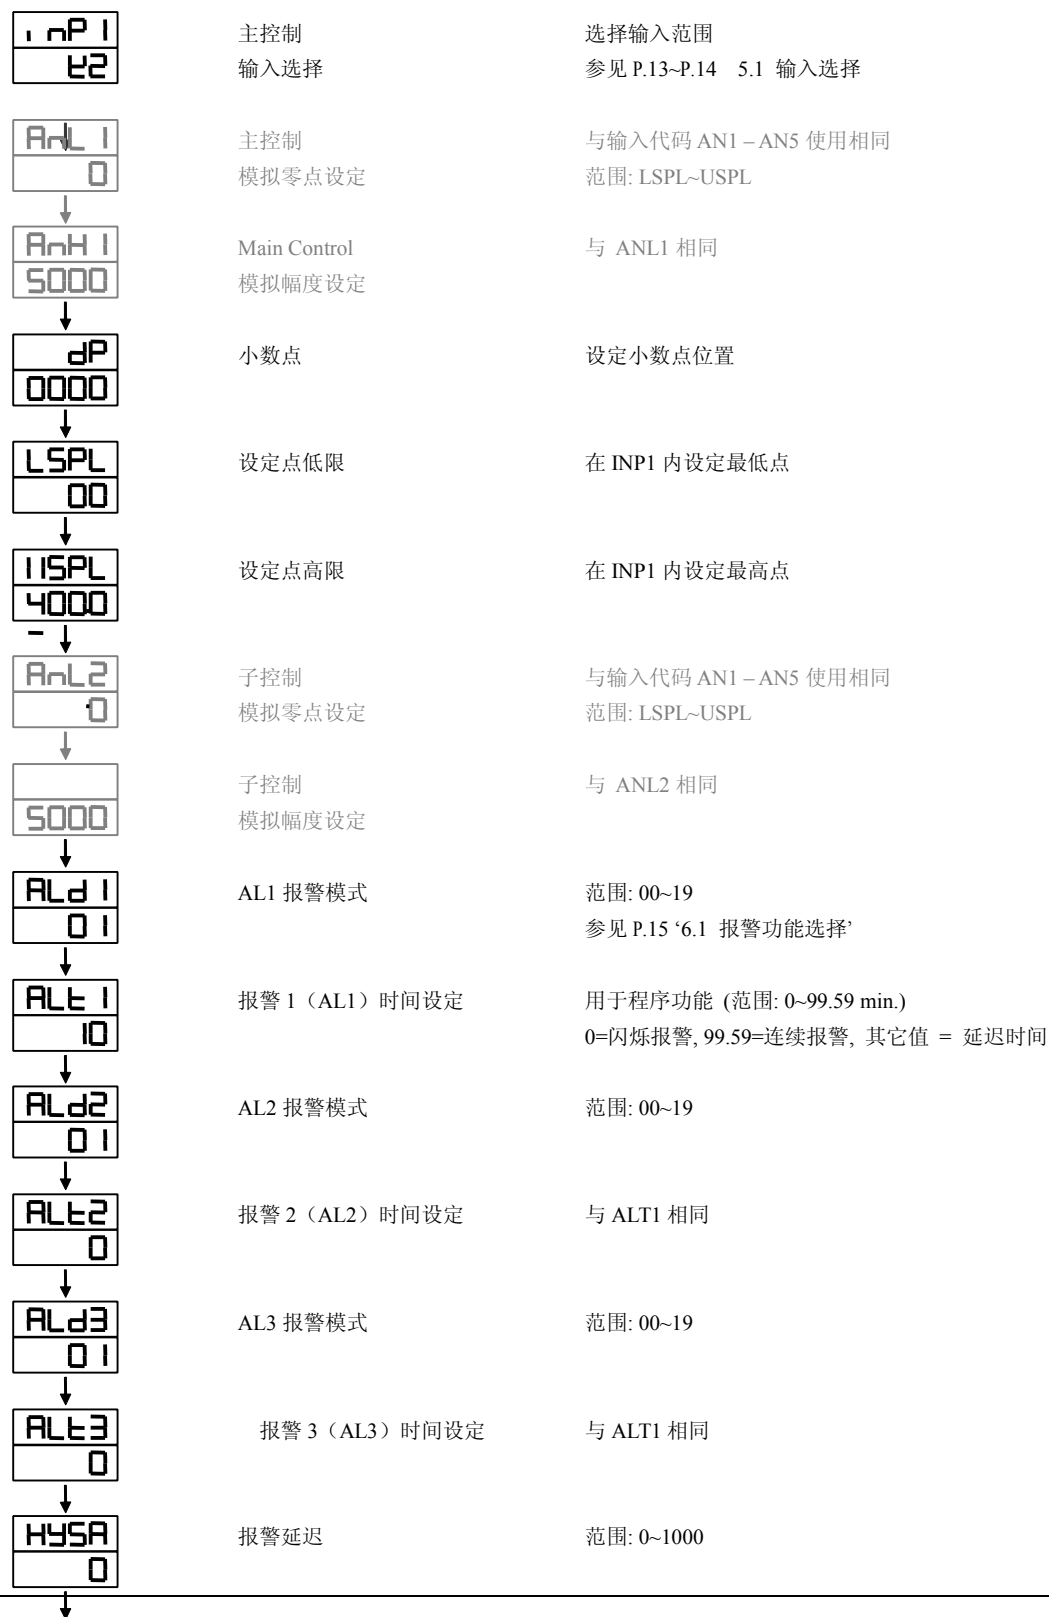 inP1 主控制 选择输入范围
t2 输入选择 参见 P.13~P.14 5.1 输入选择
AnL1 主控制 与输入代码 AN1 – AN5 使用相同
0 模拟零点设定 范围: LSPL~USPL
AnH1 Main Control 与 ANL1 相同
5000 模拟幅度设定
dP 小数点 设定小数点位置
0000
LSPL 设定点低限 在 INP1 内设定最低点
00
USPL 设定点高限 在 INP1 内设定最高点
400.0
AnL2 子控制 与输入代码 AN1 – AN5 使用相同
0 模拟零点设定 范围: LSPL~USPL
子控制 与 ANL2 相同
5000 模拟幅度设定
ALd1 AL1 报警模式 范围: 00~19
01 参见 P.15 ‘6.1 报警功能选择’
ALt1 报警 1（AL1）时间设定 用于程序功能 (范围: 0~99.59 min.)
10 0=闪烁报警, 99.59=连续报警, 其它值 = 延迟时间
ALd2 AL2 报警模式 范围: 00~19
01
ALt2 报警 2（AL2）时间设定 与 ALT1 相同
0
ALd3 AL3 报警模式 范围: 00~19
01
ALt3 报警 3（AL3）时间设定 与 ALT1 相同
0
HYSA 报警延迟 范围: 0~1000
0